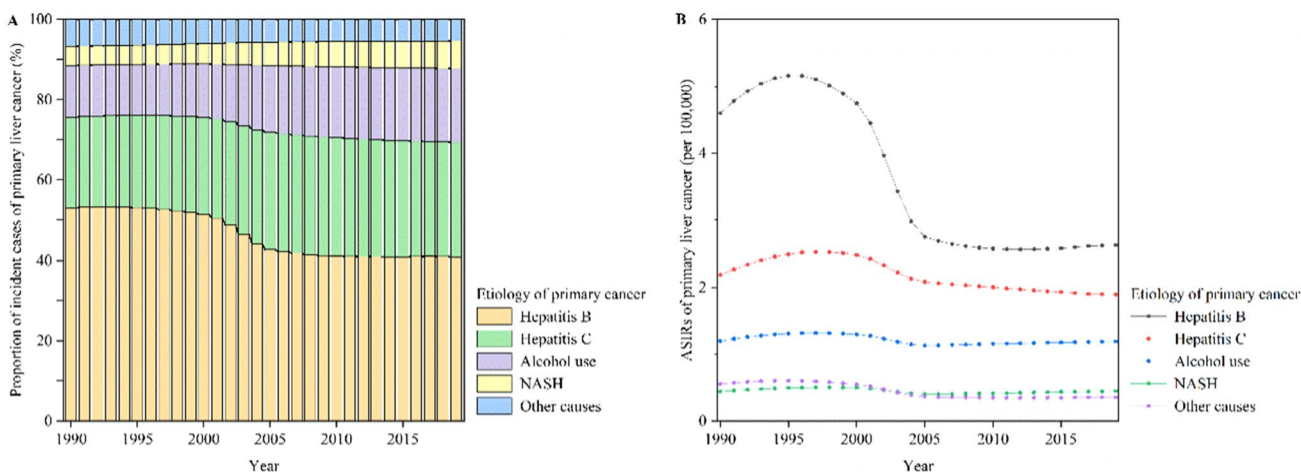 A
Proportion of incident cases of primary liver cancer (%)
100
80
60
40
20
0
1990 1995 2000 2005 2010 2015
Year
Etiology of primary cancer
Hepatitis B
Hepatitis C
Alcohol use
NASH
Other causes
B
ASIRs of primary liver cancer (per 100,000)
6
4
2
0
1990 1995 2000 2005 2010 2015
Year
Etiology of primary cancer
Hepatitis B
Hepatitis C
Alcohol use
NASH
Other causes